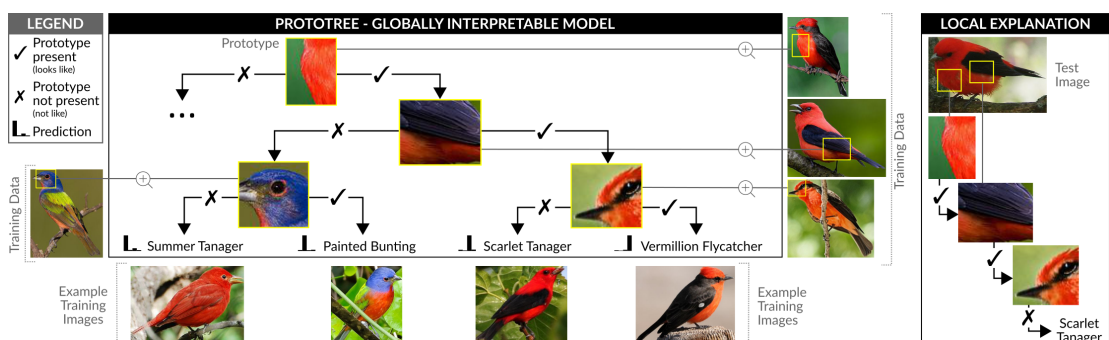 LEGEND
✓ Prototype
present
(looks like)
✗ Prototype
not present
(not like)
Prediction
PROTOTREE - GLOBALLY INTERPRETABLE MODEL
Prototype
✗ ✓
...
✗ ✓
✗ ✓ ✗ ✓
Summer Tanager Painted Bunting Scarlet Tanager Vermillion Flycatcher
Training Data
Training Data
Example
Training
Images
Example
Training
Images
LOCAL EXPLANATION
Test
Image
✓
✓
✗
Scarlet
Tanager